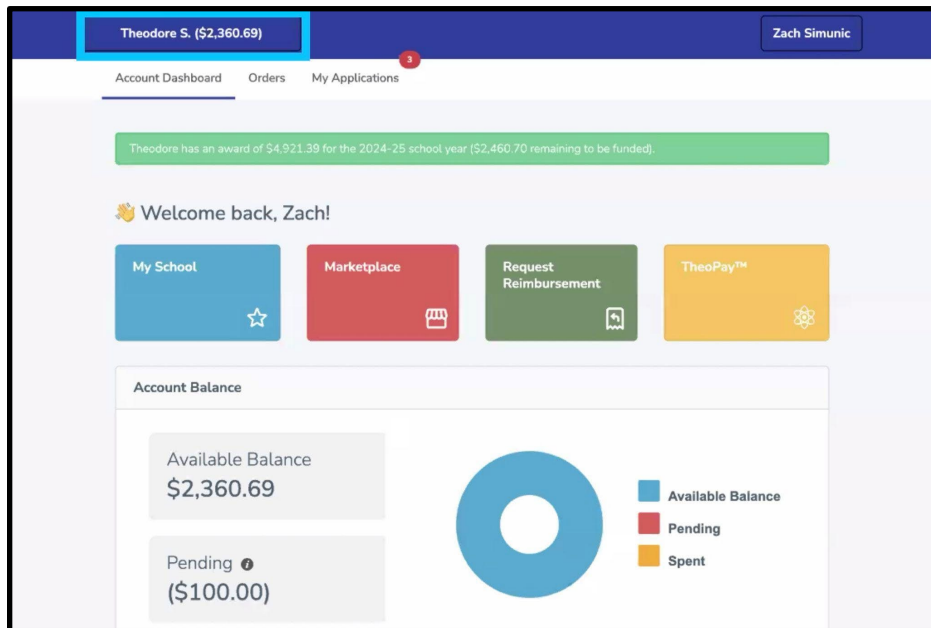 Theodore S. ($2,360.69)
Zach Simunic
Account Dashboard
Orders
My Applications
3
Theodore has an award of $4,921.39 for the 2024-25 school year ($2,460.70 remaining to be funded).
👋 Welcome back, Zach!
My School
Marketplace
Request
Reimbursement
TheoPay™
Account Balance
Available Balance
$2,360.69
Pending
($100.00)
Available Balance
Pending
Spent